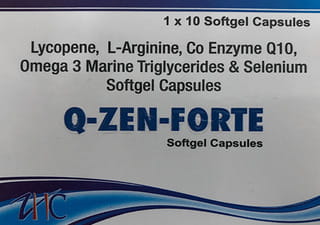 1 x 10 Softgel Capsules
Lycopene, L-Arginine, Co Enzyme Q10,
Omega 3 Marine Triglycerides & Selenium
Softgel Capsules
Q-ZEN-FORTE
Softgel Capsules